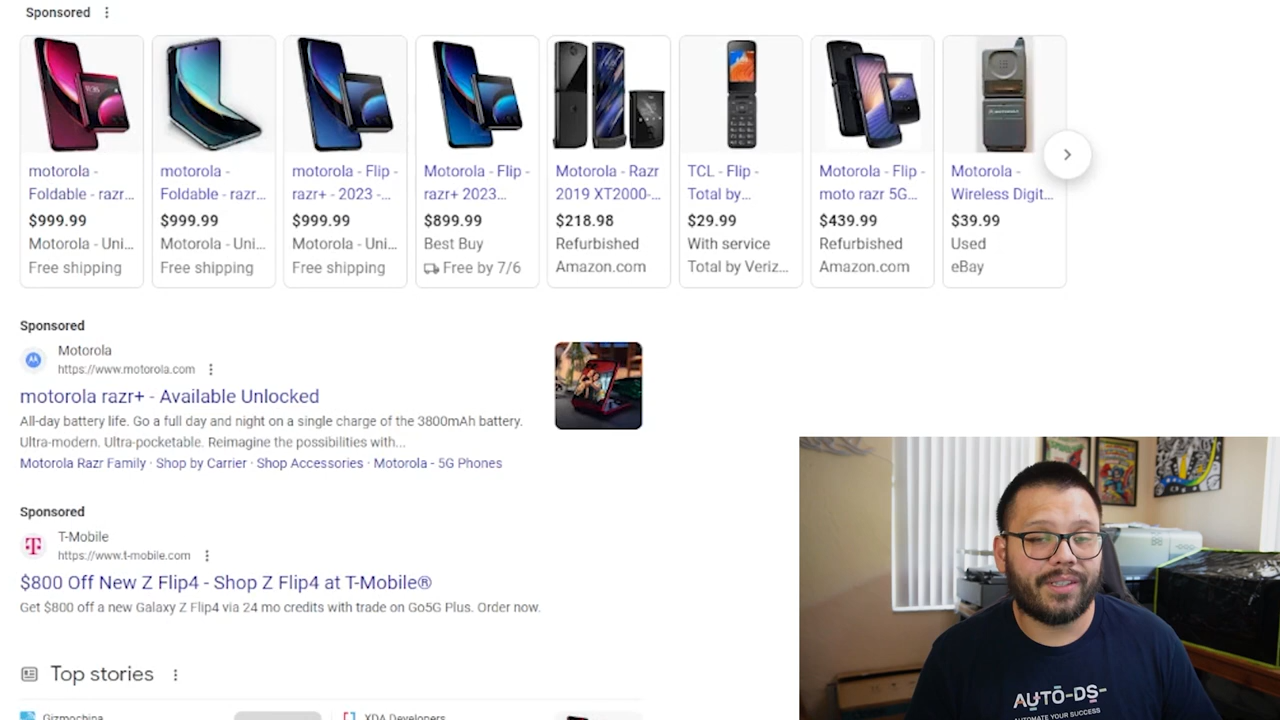 Sponsored
motorola -
Foldable - razr...
$999.99
Motorola - Uni...
Free shipping
motorola -
Foldable - razr...
$999.99
Motorola - Uni...
Free shipping
motorola - Flip -
razr+ - 2023 -...
$999.99
Motorola - Uni...
Free shipping
Motorola - Flip -
razr+ 2023...
$899.99
Best Buy
Free by 7/6
Motorola - Razr
2019 XT2000-...
$218.98
Refurbished
Amazon.com
TCL - Flip -
Total by...
$29.99
With service
Total by Veriz...
Motorola - Flip -
moto razr 5G...
$439.99
Refurbished
Amazon.com
Motorola -
Wireless Digit...
$39.99
Used
eBay
Sponsored
Motorola
https://www.motorola.com
motorola razr+ - Available Unlocked
All-day battery life. Go a full day and night on a single charge of the 3800mAh battery.
Ultra-modern. Ultra-pocketable. Reimagine the possibilities with...
Motorola Razr Family · Shop by Carrier · Shop Accessories · Motorola - 5G Phones
Sponsored
T-Mobile
https://www.t-mobile.com
$800 Off New Z Flip4 - Shop Z Flip4 at T-Mobile®
Get $800 off a new Galaxy Z Flip4 via 24 mo credits with trade on Go5G Plus. Order now.
Top stories
Gizmochina
XDA Developers
AUTŌ-DS-
AUTOMATE YOUR SUCCESS